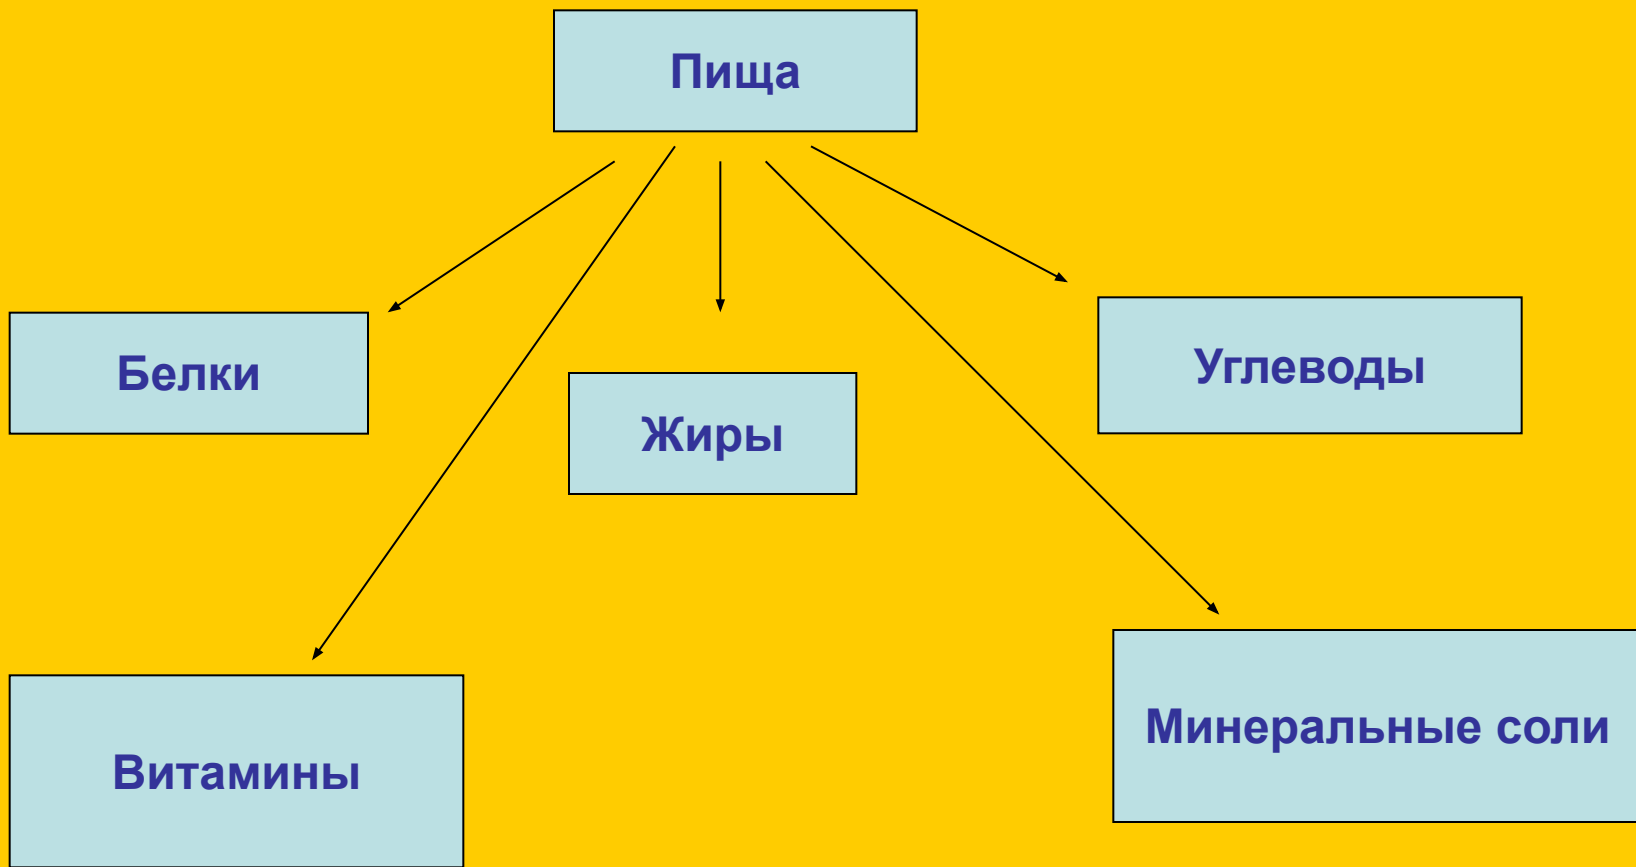 Пища
Белки
Жиры
Углеводы
Витамины
Минеральные соли